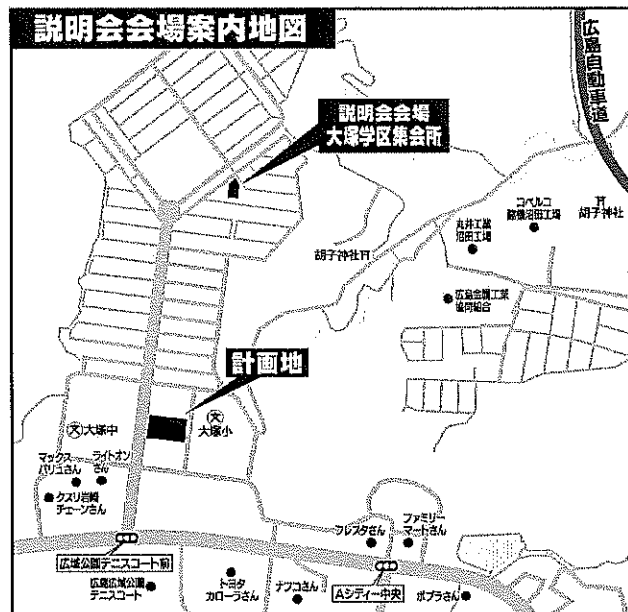 説明会会場案内地図
広島自動車道
説明会会場
大塚学区集会所
コベルコ
胡子神社
丸井工業
沼田工場
胡子神社
広島金属工業
協同組合
計画地
文 大塚中
文
大塚小
マックス
バリュさん
ライトオン
さん
クスリ岩崎
チェーンさん
フレスタさん
ファミリー
マートさん
広域公園テニスコート前
広島広域公園
テニスコート
トヨタ
カローラさん
ナフコさん
Aシティー中央
ポプラさん